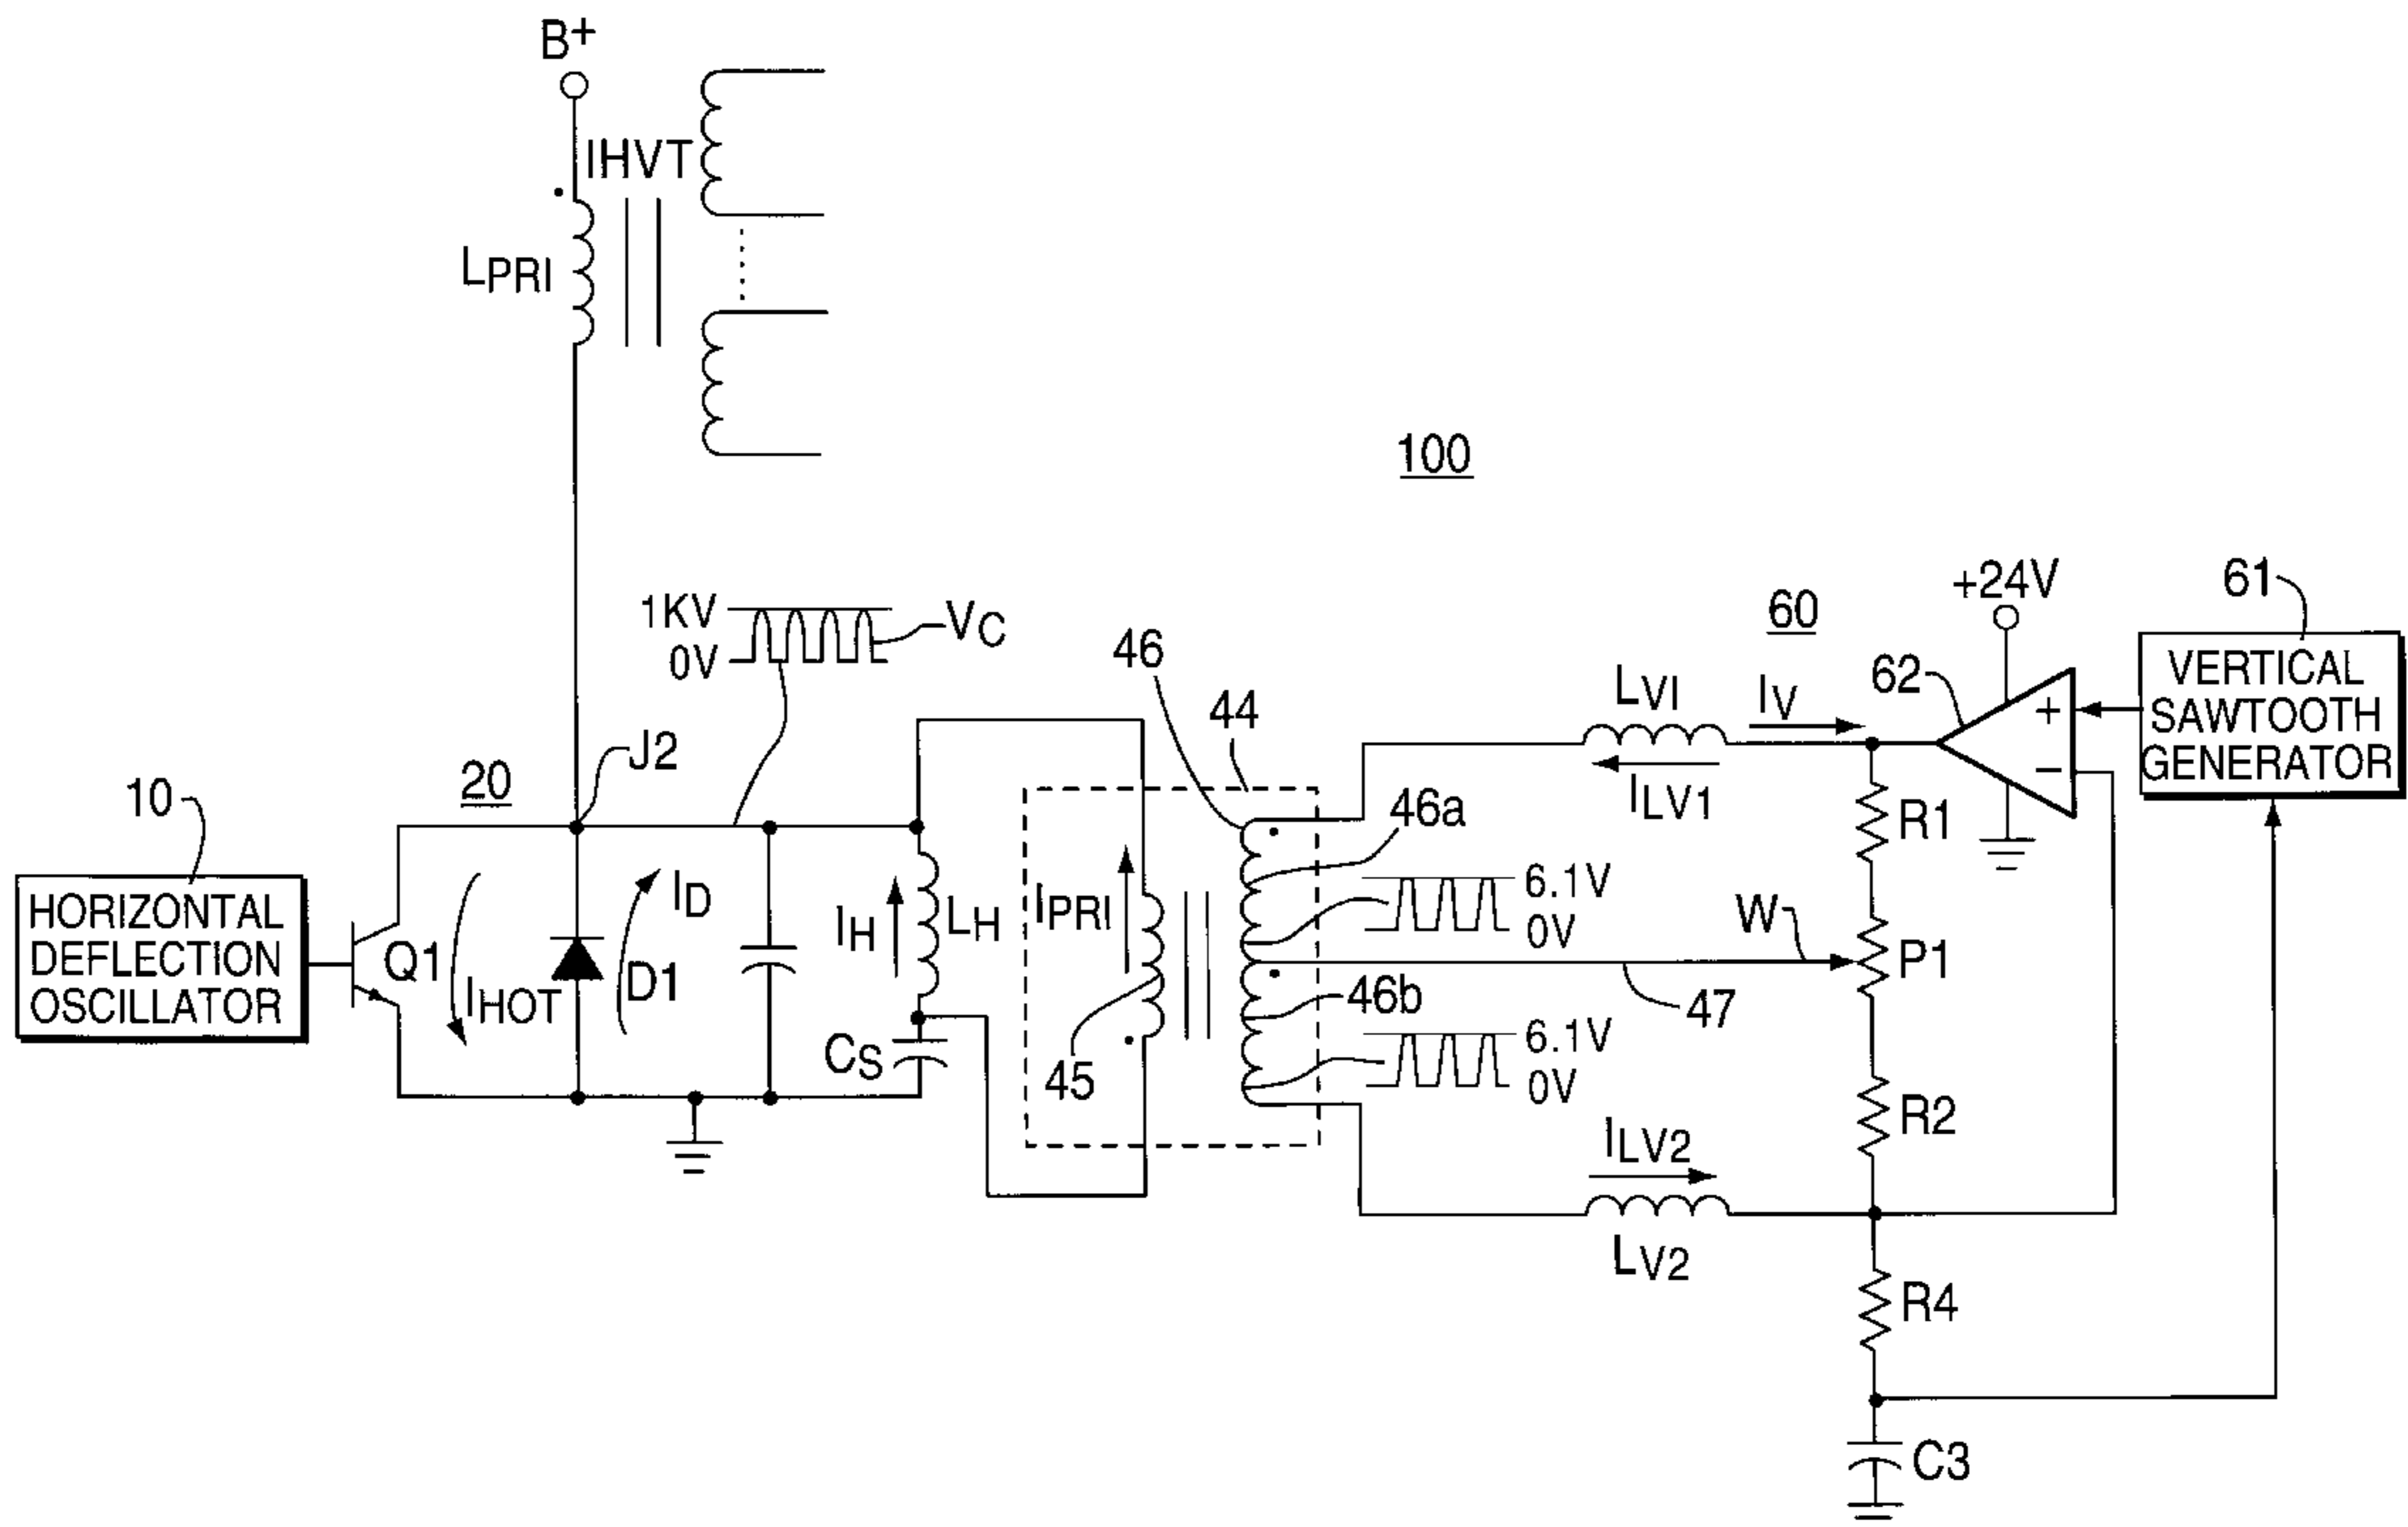 B+
IHVT
LPRI
100
1KV
0V
VC
+24V
61
60
46
44
LVI
IV
62
VERTICAL
SAWTOOTH
GENERATOR
+
−
ILV1
J2
20
10
46a
R1
ID
IH
LH
IPRI
6.1V
0V
W
HORIZONTAL
DEFLECTION
OSCILLATOR
Q1
IHOT
D1
P1
46b
47
CS
45
6.1V
0V
R2
ILV2
LV2
R4
C3